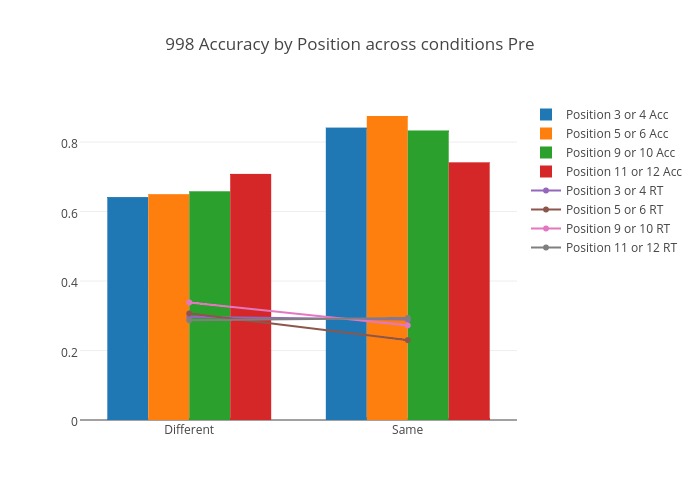 998 Accuracy by Position across conditions Pre
Position 3 or 4 Acc
Position 5 or 6 Acc
Position 9 or 10 Acc
Position 11 or 12 Acc
Position 3 or 4 RT
Position 5 or 6 RT
Position 9 or 10 RT
Position 11 or 12 RT
0.8
0.6
0.4
0.2
0
Different Same